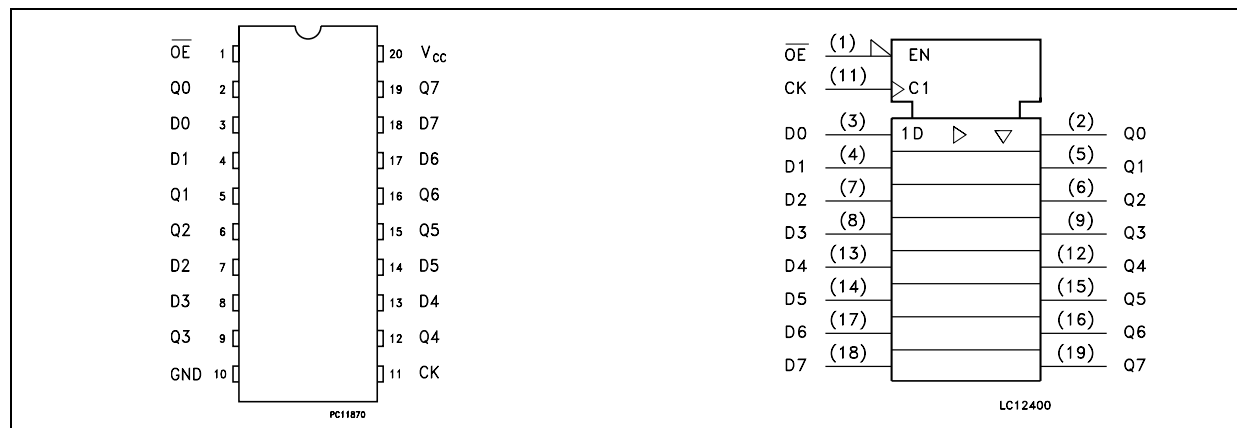 OE 1 20 VCC
Q0 2 19 Q7
D0 3 18 D7
D1 4 17 D6
Q1 5 16 Q6
Q2 6 15 Q5
D2 7 14 D5
D3 8 13 D4
Q3 9 12 Q4
GND 10 11 CK
PC11870
OE (1) EN
CK (11) C1
D0 (3) 1D (2) Q0
D1 (4) (5) Q1
D2 (7) (6) Q2
D3 (8) (9) Q3
D4 (13) (12) Q4
D5 (14) (15) Q5
D6 (17) (16) Q6
D7 (18) (19) Q7
LC12400